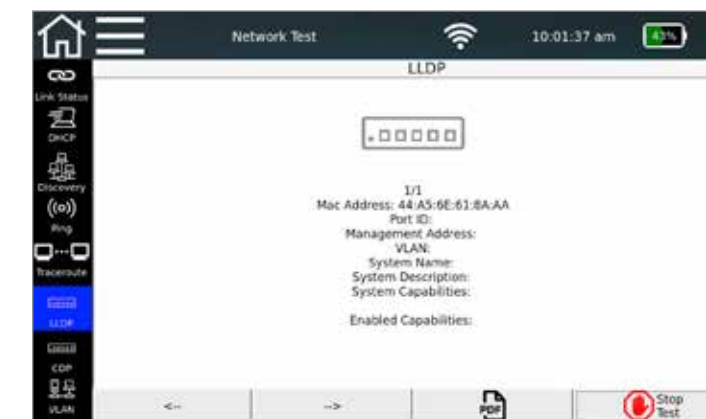 Network Test
10:01:37 am
43%
LLDP
Link Status
DHCP
Discovery
Ping
Traceroute
LLDP
CDP
VLAN
1/1
Mac Address: 44:A5:6E:61:8A:AA
Port ID:
Management Address:
VLAN:
System Name:
System Description:
System Capabilities:
Enabled Capabilities:
<--
-->
PDF
Stop
Test